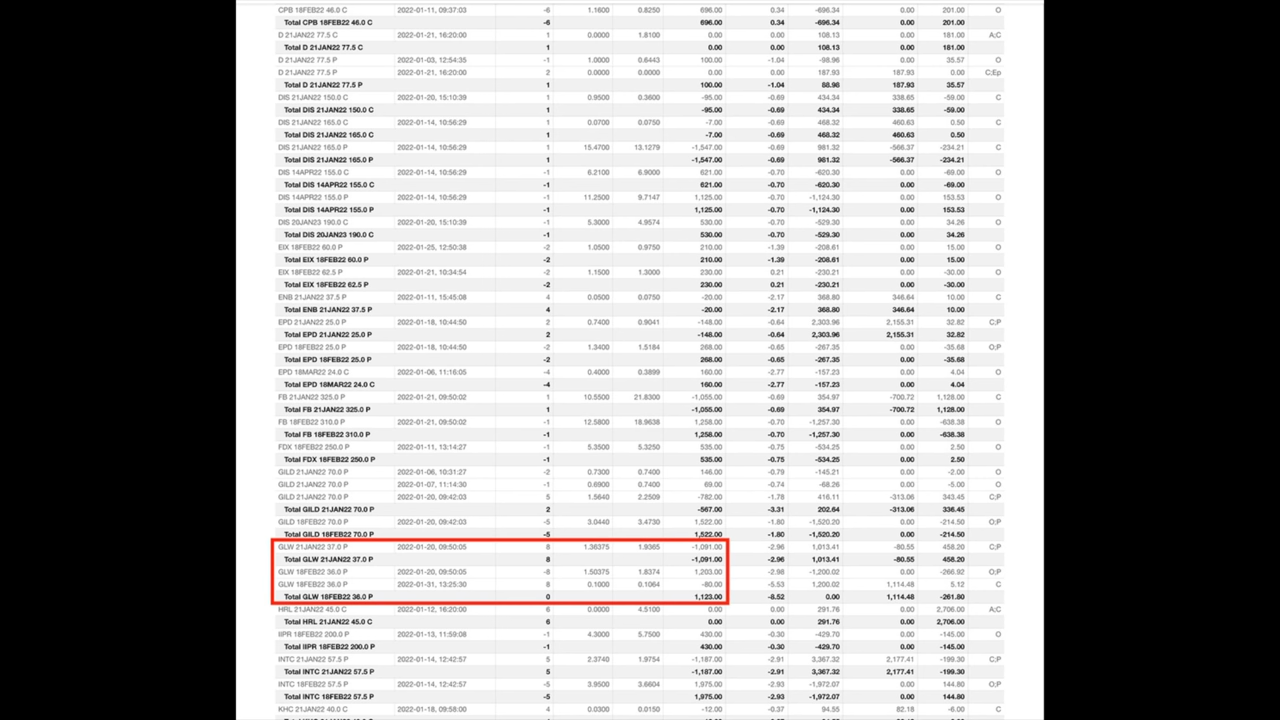 CPB 18FEB22 46.0 C 2022-01-11, 09:37:03 -6 1.1600 0.8250 696.00 0.34 -696.34 0.00 201.00 O
Total CPB 18FEB22 46.0 C -6 696.00 0.34 -696.34 0.00 201.00
D 21JAN22 77.5 C 2022-01-21, 16:20:00 1 0.0000 1.8100 0.00 0.00 108.13 0.00 181.00 A;C
Total D 21JAN22 77.5 C 1 0.00 0.00 108.13 0.00 181.00
D 21JAN22 77.5 P 2022-01-03, 12:54:35 -1 1.0000 0.6443 100.00 -1.04 -98.96 0.00 35.57 O
D 21JAN22 77.5 P 2022-01-21, 16:20:00 2 0.0000 0.0000 0.00 0.00 187.93 187.93 0.00 C;Ep
Total D 21JAN22 77.5 P 1 100.00 -1.04 88.98 187.93 35.57
DIS 21JAN22 150.0 C 2022-01-20, 15:10:39 1 0.9500 0.3600 -95.00 -0.69 434.34 338.65 -59.00 C
Total DIS 21JAN22 150.0 C 1 -95.00 -0.69 434.34 338.65 -59.00
DIS 21JAN22 165.0 C 2022-01-14, 10:56:29 1 0.0700 0.0750 -7.00 -0.69 468.32 460.63 0.50 C
Total DIS 21JAN22 165.0 C 1 -7.00 -0.69 468.32 460.63 0.50
DIS 21JAN22 165.0 P 2022-01-14, 10:56:29 1 15.4700 13.1279 -1,547.00 -0.69 981.32 -566.37 -234.21 C
Total DIS 21JAN22 165.0 P 1 -1,547.00 -0.69 981.32 -566.37 -234.21
DIS 14APR22 155.0 C 2022-01-14, 10:56:29 -1 6.2100 6.9000 621.00 -0.70 -620.30 0.00 -69.00 O
Total DIS 14APR22 155.0 C -1 621.00 -0.70 -620.30 0.00 -69.00
DIS 14APR22 155.0 P 2022-01-14, 10:56:29 -1 11.2500 9.7147 1,125.00 -0.70 -1,124.30 0.00 153.53 O
Total DIS 14APR22 155.0 P -1 1,125.00 -0.70 -1,124.30 0.00 153.53
DIS 20JAN23 190.0 C 2022-01-20, 15:10:39 -1 5.3000 4.9574 530.00 -0.70 -529.30 0.00 34.26 O
Total DIS 20JAN23 190.0 C -1 530.00 -0.70 -529.30 0.00 34.26
EIX 18FEB22 60.0 P 2022-01-25, 12:50:38 -2 1.0500 0.9750 210.00 -1.39 -208.61 0.00 15.00 O
Total EIX 18FEB22 60.0 P -2 210.00 -1.39 -208.61 0.00 15.00
EIX 18FEB22 62.5 P 2022-01-21, 10:34:54 -2 1.1500 1.3000 230.00 0.21 -230.21 0.00 -30.00 O
Total EIX 18FEB22 62.5 P -2 230.00 0.21 -230.21 0.00 -30.00
ENB 21JAN22 37.5 P 2022-01-11, 15:45:08 4 0.0500 0.0750 -20.00 -2.17 368.80 346.64 10.00 C
Total ENB 21JAN22 37.5 P 4 -20.00 -2.17 368.80 346.64 10.00
EPD 21JAN22 25.0 P 2022-01-18, 10:44:50 2 0.7400 0.9041 -148.00 -0.64 2,303.96 2,155.31 32.82 C;P
Total EPD 21JAN22 25.0 P 2 -148.00 -0.64 2,303.96 2,155.31 32.82
EPD 18FEB22 25.0 P 2022-01-18, 10:44:50 -2 1.3400 1.5184 268.00 -0.65 -267.35 0.00 -35.68 O;P
Total EPD 18FEB22 25.0 P -2 268.00 -0.65 -267.35 0.00 -35.68
EPD 18MAR22 24.0 C 2022-01-06, 11:16:05 -4 0.4000 0.3899 160.00 -2.77 -157.23 0.00 4.04 O
Total EPD 18MAR22 24.0 C -4 160.00 -2.77 -157.23 0.00 4.04
FB 21JAN22 325.0 P 2022-01-21, 09:50:02 1 10.5500 21.8300 -1,055.00 -0.69 354.97 -700.72 1,128.00 C
Total FB 21JAN22 325.0 P 1 -1,055.00 -0.69 354.97 -700.72 1,128.00
FB 18FEB22 310.0 P 2022-01-21, 09:50:02 -1 12.5800 18.9638 1,258.00 -0.70 -1,257.30 0.00 -638.38 O
Total FB 18FEB22 310.0 P -1 1,258.00 -0.70 -1,257.30 0.00 -638.38
FDX 18FEB22 250.0 P 2022-01-11, 13:14:27 -1 5.3500 5.3250 535.00 -0.75 -534.25 0.00 2.50 O
Total FDX 18FEB22 250.0 P -1 535.00 -0.75 -534.25 0.00 2.50
GILD 21JAN22 70.0 P 2022-01-06, 10:31:27 -2 0.7300 0.7400 146.00 -0.79 -145.21 0.00 -2.00 O
GILD 21JAN22 70.0 P 2022-01-07, 11:14:30 -1 0.6900 0.7400 69.00 -0.74 -68.26 0.00 -5.00 O
GILD 21JAN22 70.0 P 2022-01-20, 09:42:03 5 1.5640 2.2509 -782.00 -1.78 416.11 -313.06 343.45 C;P
Total GILD 21JAN22 70.0 P 2 -567.00 -3.31 202.64 -313.06 336.45
GILD 18FEB22 70.0 P 2022-01-20, 09:42:03 -5 3.0440 3.4730 1,522.00 -1.80 -1,520.20 0.00 -214.50 O;P
Total GILD 18FEB22 70.0 P -5 1,522.00 -1.80 -1,520.20 0.00 -214.50
GLW 21JAN22 37.0 P 2022-01-20, 09:50:05 8 1.36375 1.9365 -1,091.00 -2.96 1,013.41 -80.55 458.20 C;P
Total GLW 21JAN22 37.0 P 8 -1,091.00 -2.96 1,013.41 -80.55 458.20
GLW 18FEB22 36.0 P 2022-01-20, 09:50:05 -8 1.50375 1.8374 1,203.00 -2.98 -1,200.02 0.00 -266.92 O;P
GLW 18FEB22 36.0 P 2022-01-31, 13:25:30 8 0.1000 0.1064 -80.00 -5.53 1,200.02 1,114.48 5.12 C
Total GLW 18FEB22 36.0 P 0 1,123.00 -8.52 0.00 1,114.48 -261.80
HRL 21JAN22 45.0 C 2022-01-12, 16:20:00 6 0.0000 4.5100 0.00 0.00 291.76 0.00 2,706.00 A;C
Total HRL 21JAN22 45.0 C 6 0.00 0.00 291.76 0.00 2,706.00
IIPR 18FEB22 200.0 P 2022-01-13, 11:59:08 -1 4.3000 5.7500 430.00 -0.30 -429.70 0.00 -145.00 O
Total IIPR 18FEB22 200.0 P -1 430.00 -0.30 -429.70 0.00 -145.00
INTC 21JAN22 57.5 P 2022-01-14, 12:42:57 5 2.3740 1.9754 -1,187.00 -2.91 3,367.32 2,177.41 -199.30 C;P
Total INTC 21JAN22 57.5 P 5 -1,187.00 -2.91 3,367.32 2,177.41 -199.30
INTC 18FEB22 57.5 P 2022-01-14, 12:42:57 -5 3.9500 3.6604 1,975.00 -2.93 -1,972.07 0.00 144.80 O;P
Total INTC 18FEB22 57.5 P -5 1,975.00 -2.93 -1,972.07 0.00 144.80
KHC 21JAN22 40.0 C 2022-01-18, 09:58:00 4 0.0300 0.0150 -12.00 -0.37 94.55 82.18 -6.00 C